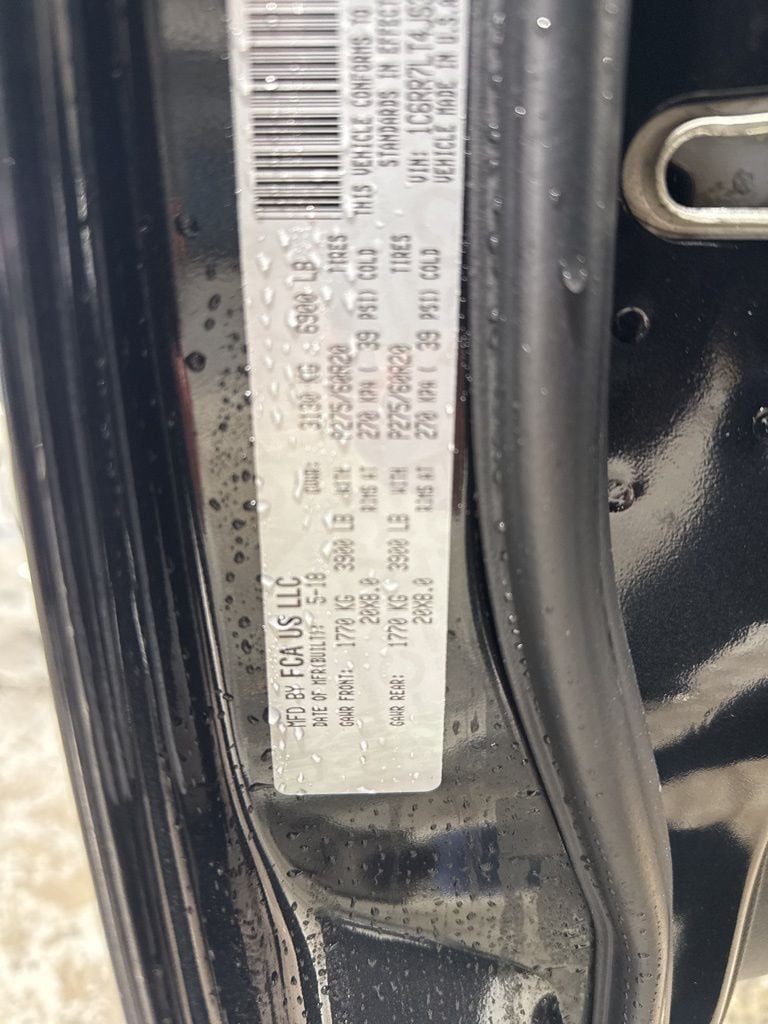 MFD BY FCA US LLC
DATE OF MFR(BUILT): 5-18 GVWR: 3130 KG : 6900 LB
GAWR FRONT: 1770 KG 3900 LB WITH P275/60R20 TIRES
20X8.0 RIMS AT 270 KPA ( 39 PSI) COLD
GAWR REAR: 1770 KG 3900 LB WITH P275/60R20 TIRES
20X8.0 RIMS AT 270 KPA ( 39 PSI) COLD
THIS VEHICLE CONFORMS TO
STANDARDS IN EFFECT
VIN: 1C6RR7LT4JS
VEHICLE MADE IN U.S.A